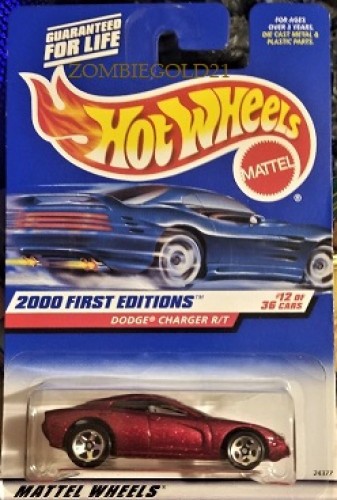 GUARANTEED
FOR LIFE
FOR AGES
OVER 3 YEARS.
DIE CAST METAL &
PLASTIC PARTS.
ZOMBIEGOLD21
HOT WHEELS
MATTEL
®
2000 FIRST EDITIONS™
#12 OF
36 CARS
DODGE® CHARGER R/T
24377
MATTEL WHEELS®